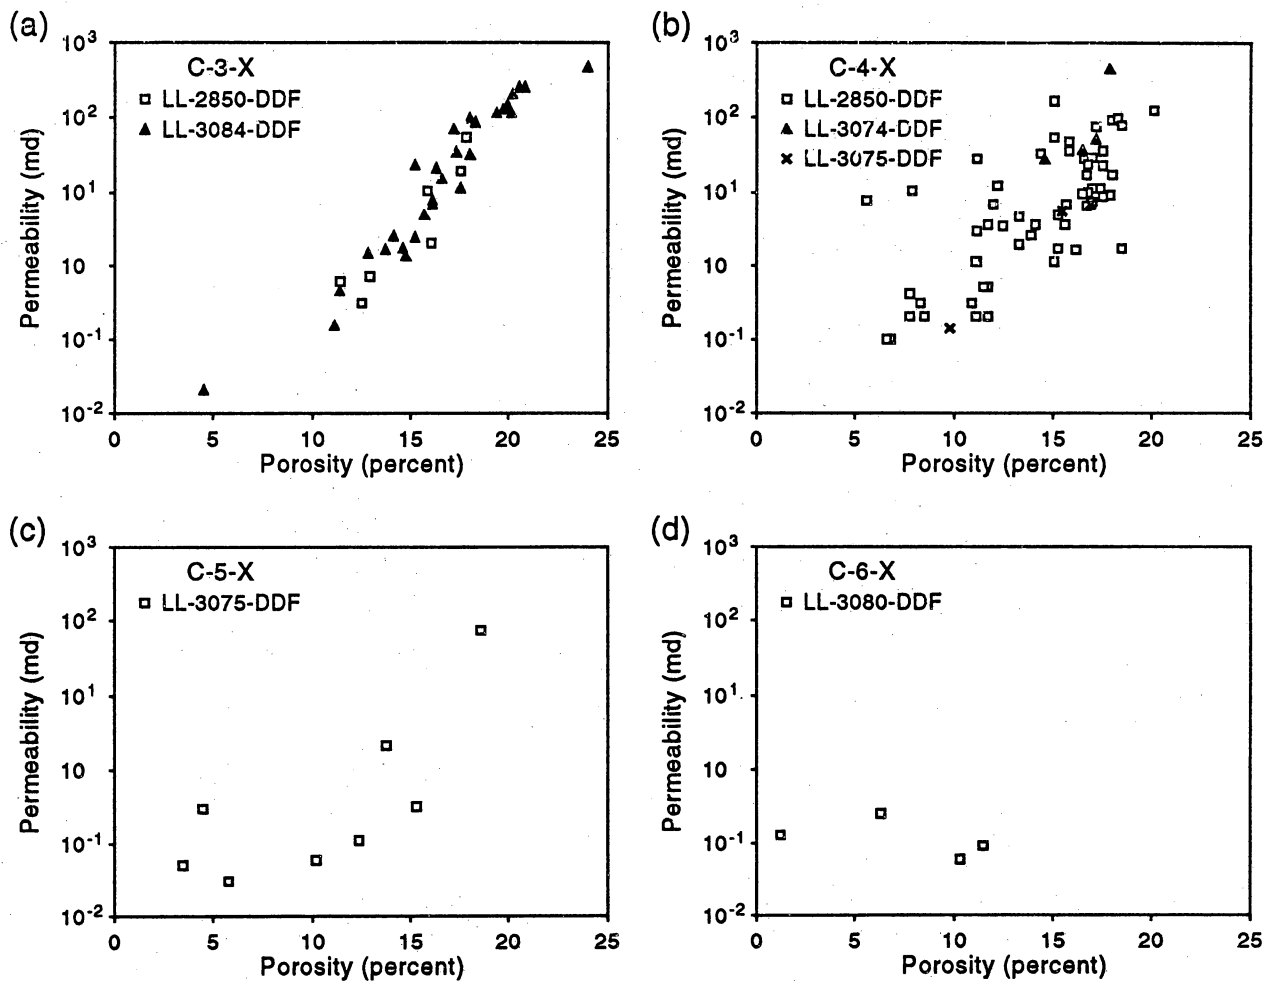 (a)
C-3-X
LL-2850-DDF
LL-3084-DDF
Permeability (md)
10³
10²
10¹
10
10⁻¹
10⁻²
0 5 10 15 20 25
Porosity (percent)
(b)
C-4-X
LL-2850-DDF
LL-3074-DDF
LL-3075-DDF
Permeability (md)
10³
10²
10¹
10
10⁻¹
10⁻²
0 5 10 15 20 25
Porosity (percent)
(c)
C-5-X
LL-3075-DDF
Permeability (md)
10³
10²
10¹
10
10⁻¹
10⁻²
0 5 10 15 20 25
Porosity (percent)
(d)
C-6-X
LL-3080-DDF
Permeability (md)
10³
10²
10¹
10
10⁻¹
10⁻²
0 5 10 15 20 25
Porosity (percent)